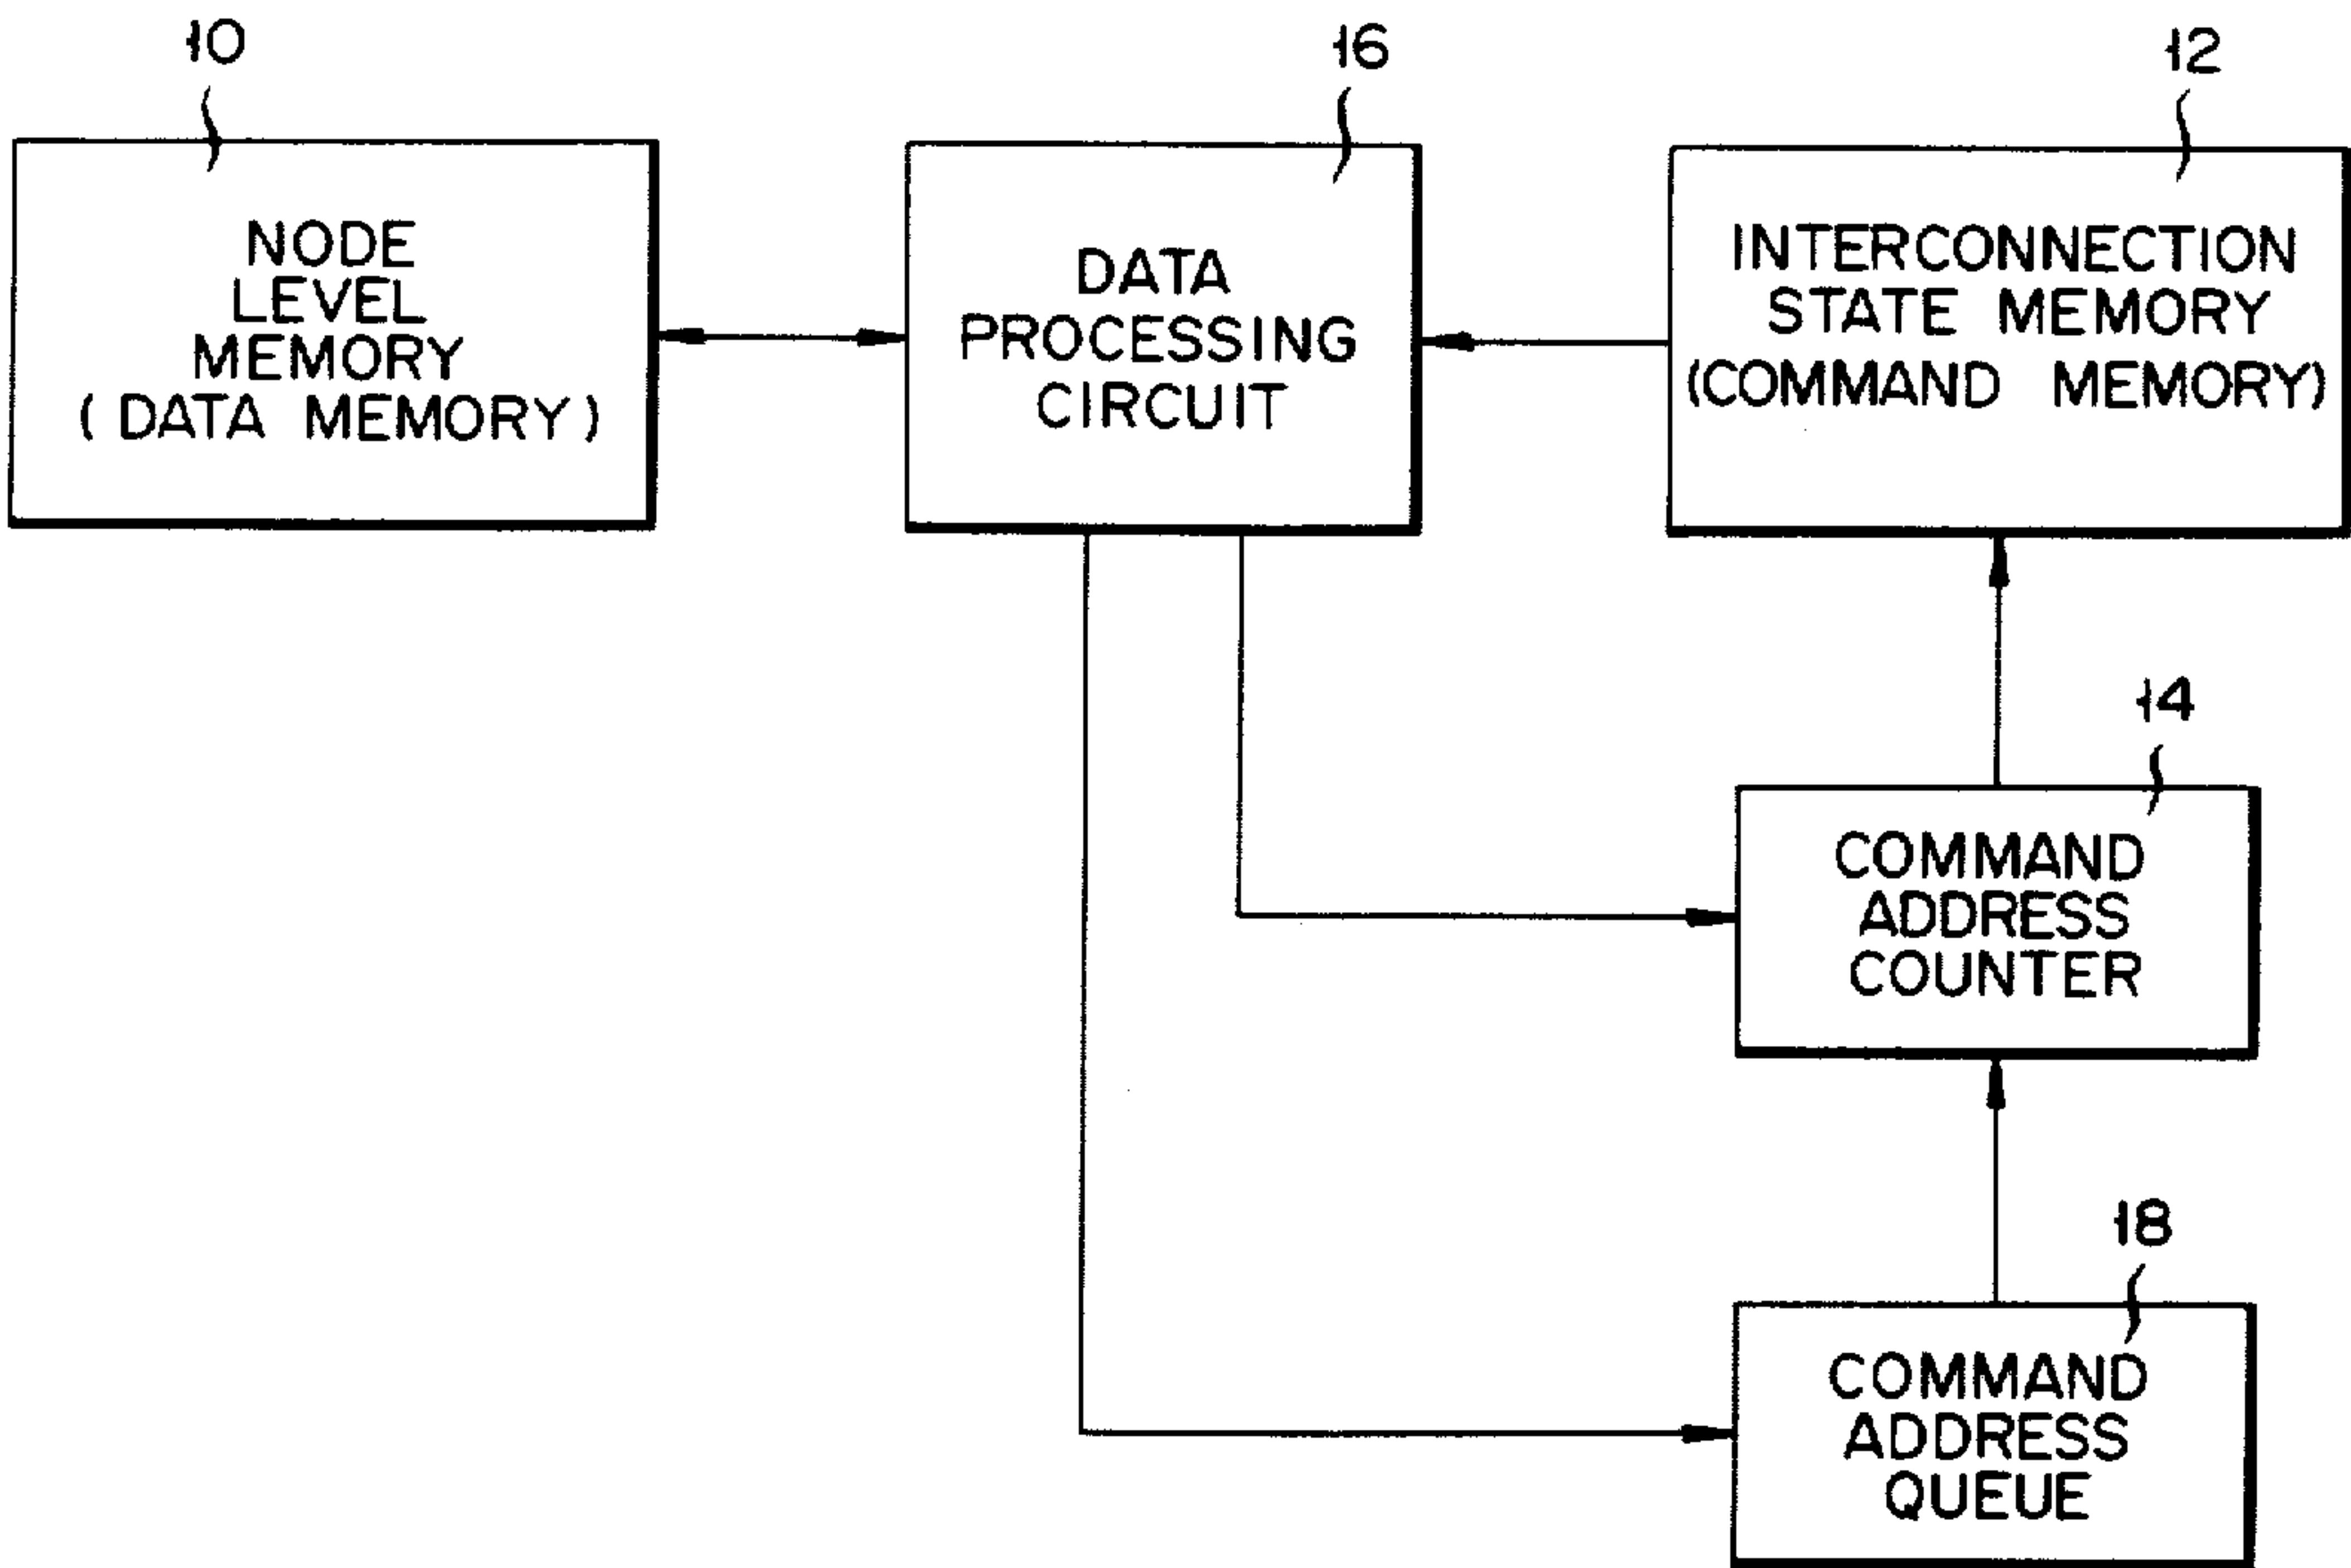 10
NODE
LEVEL
MEMORY
( DATA MEMORY )
16
DATA
PROCESSING
CIRCUIT
12
INTERCONNECTION
STATE MEMORY
(COMMAND MEMORY)
14
COMMAND
ADDRESS
COUNTER
18
COMMAND
ADDRESS
QUEUE